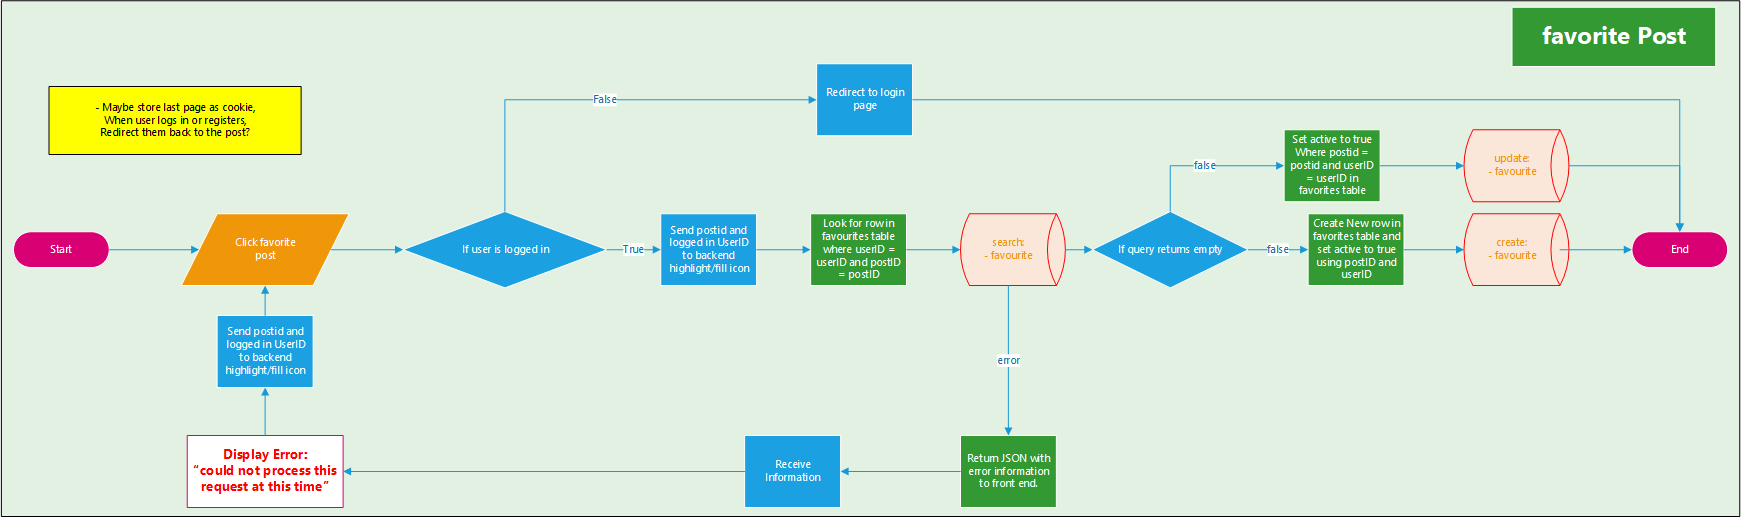 favorite Post
- Maybe store last page as cookie,
When user logs in or registers,
Redirect them back to the post?
False
Redirect to login
page
false
Set active to true
Where postid =
postid and userID
= userID in
favorites table
update:
- favourite
Start
Click favorite
post
If user is logged in
True
Send postid and
logged in UserID
to backend
highlight/fill icon
Look for row in
favourites table
where userID =
userID and postID
= postID
search:
- favourite
If query returns empty
false
Create New row in
favorites table and
set active to true
using postID and
userID
create:
- favourite
End
Send postid and
logged in UserID
to backend
highlight/fill icon
error
Display Error:
“could not process this
request at this time”
Receive
Information
Return JSON with
error information
to front end.